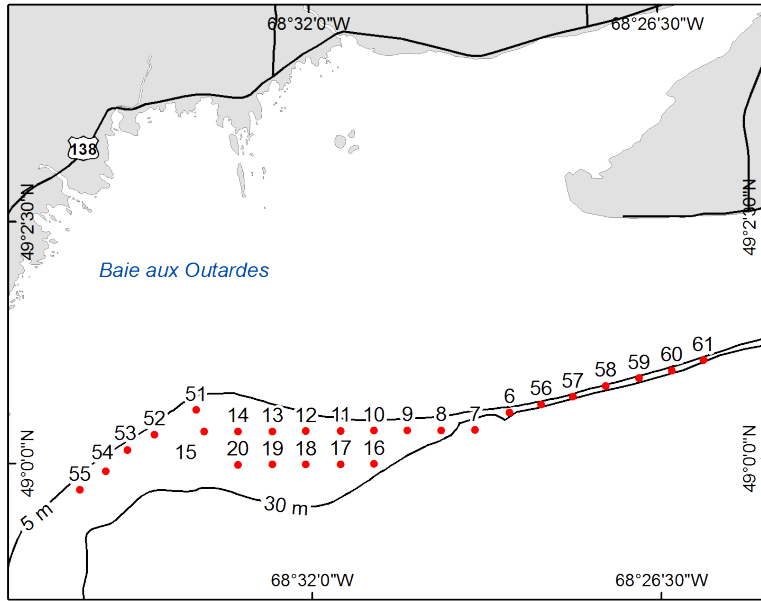 68°32'0"W 68°26'30"W
138
49°2'30"N 49°2'30"N
Baie aux Outardes
61
60
59
58
57
56
6
51
52
53
54
55
14 13 12 11 10 9 8 7
15 20 19 18 17 16
49°0'0"N 49°0'0"N
5 m
30 m
68°32'0"W 68°26'30"W